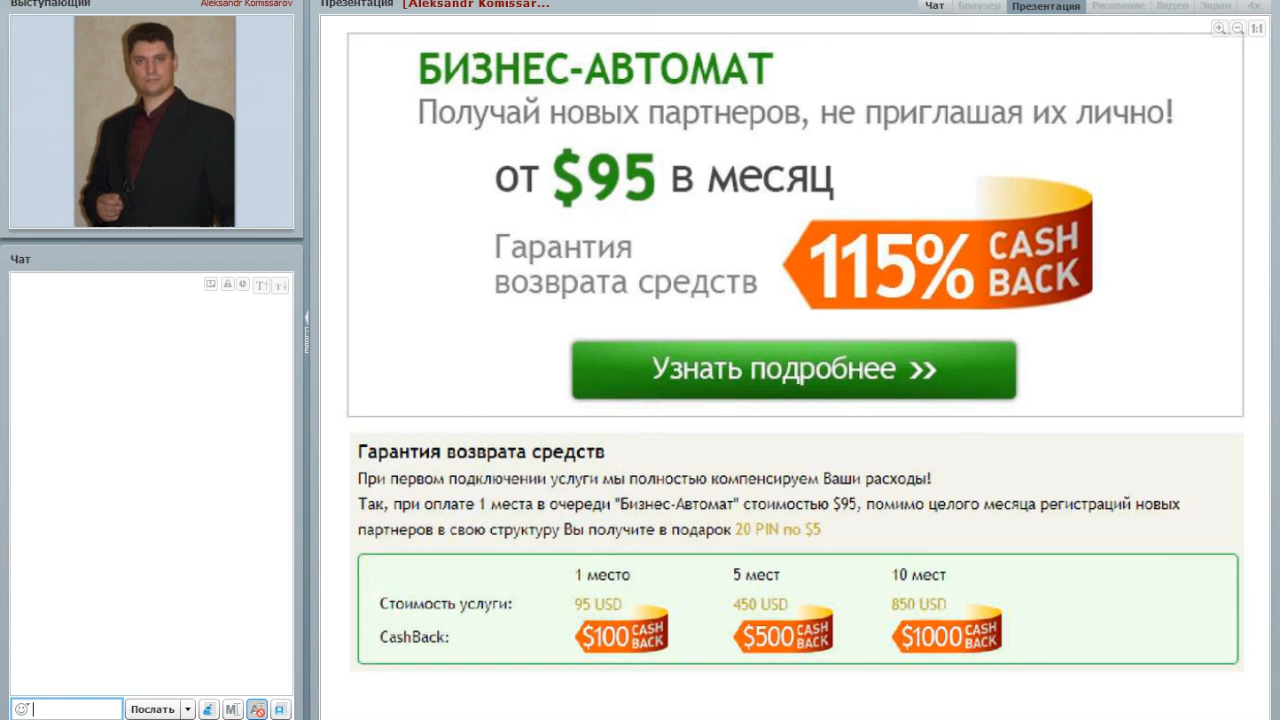 Выступающий
Aleksandr Komissarov
Презентация [Aleksandr Komissar...
Чат Браузер Презентация Рисование Видео Экран 4x
1:1
БИЗНЕС-АВТОМАТ
Получай новых партнеров, не приглашая их лично!
от $95 в месяц
Гарантия
возврата средств
115% CASH
BACK
Узнать подробнее »
Чат
Гарантия возврата средств
При первом подключении услуги мы полностью компенсируем Ваши расходы!
Так, при оплате 1 места в очереди "Бизнес-Автомат" стоимостью $95, помимо целого месяца регистраций новых
партнеров в свою структуру Вы получите в подарок 20 PIN по $5
1 место 5 мест 10 мест
Стоимость услуги: 95 USD 450 USD 850 USD
CashBack: $100 CASH BACK $500 CASH BACK $1000 CASH BACK
Послать